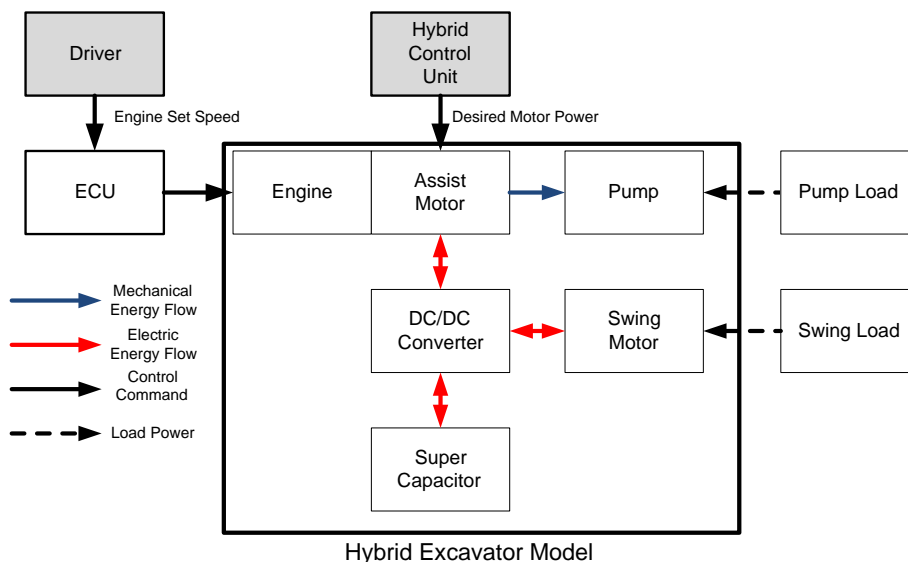 Driver
Hybrid
Control
Unit
Engine Set Speed
Desired Motor Power
ECU
Engine
Assist
Motor
Pump
Pump Load
Mechanical
Energy Flow
Electric
Energy Flow
Control
Command
Load Power
DC/DC
Converter
Swing
Motor
Swing Load
Super
Capacitor
Hybrid Excavator Model